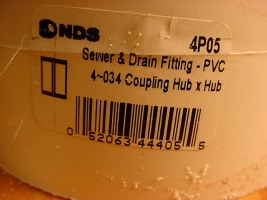 NDS 4P05
Sewer & Drain Fitting - PVC
4-034 Coupling Hub x Hub
0 52063 44405 5